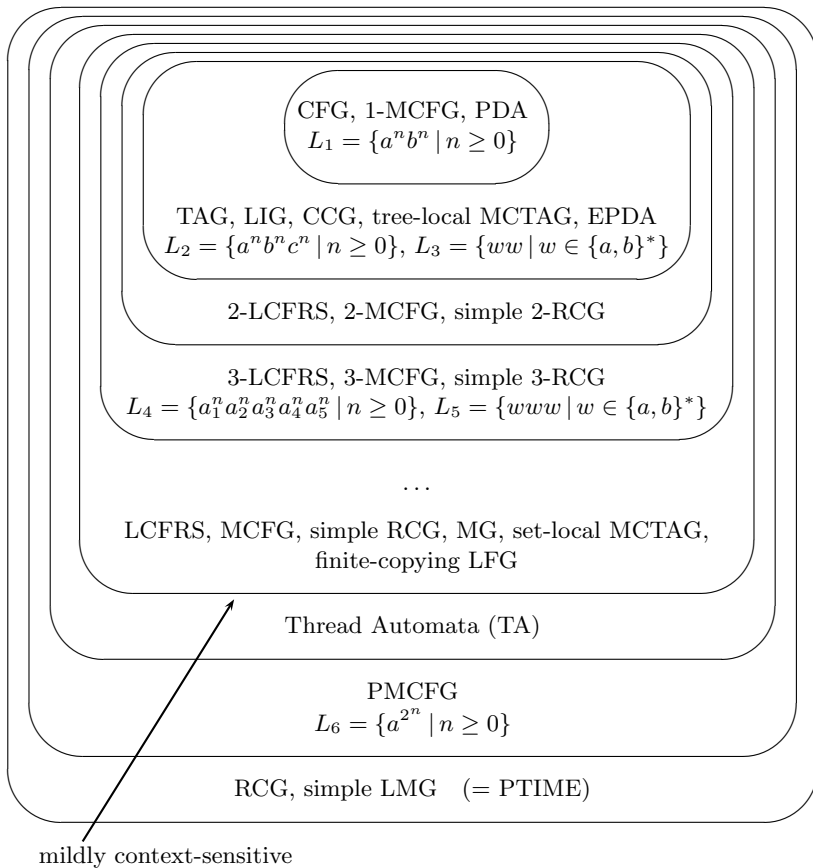 CFG, 1-MCFG, PDA
L₁ = {aⁿbⁿ | n ≥ 0}
TAG, LIG, CCG, tree-local MCTAG, EPDA
L₂ = {aⁿbⁿcⁿ | n ≥ 0}, L₃ = {ww | w ∈ {a, b}*}
2-LCFRS, 2-MCFG, simple 2-RCG
3-LCFRS, 3-MCFG, simple 3-RCG
L₄ = {a₁ⁿa₂ⁿa₃ⁿa₄ⁿa₅ⁿ | n ≥ 0}, L₅ = {www | w ∈ {a, b}*}
...
LCFRS, MCFG, simple RCG, MG, set-local MCTAG,
finite-copying LFG
Thread Automata (TA)
PMCFG
L₆ = {a^{2^n} | n ≥ 0}
RCG, simple LMG (= PTIME)
mildly context-sensitive